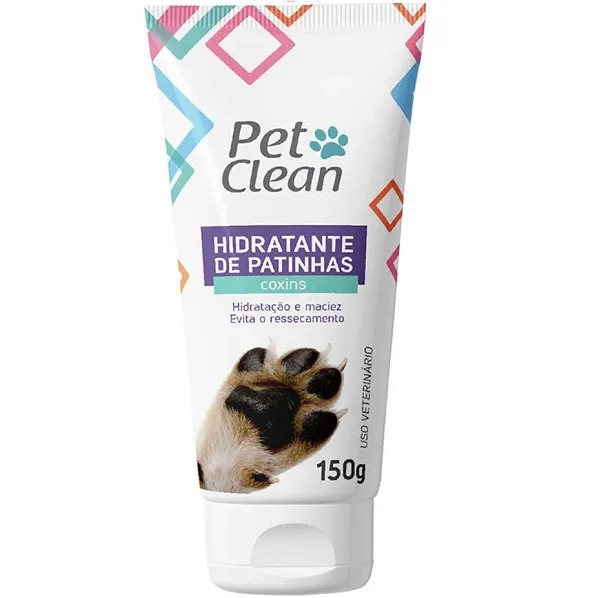 Pet
Clean
HIDRATANTE
DE PATINHAS
coxins
Hidratação e maciez
Evita o ressecamento
USO VETERINÁRIO
150g